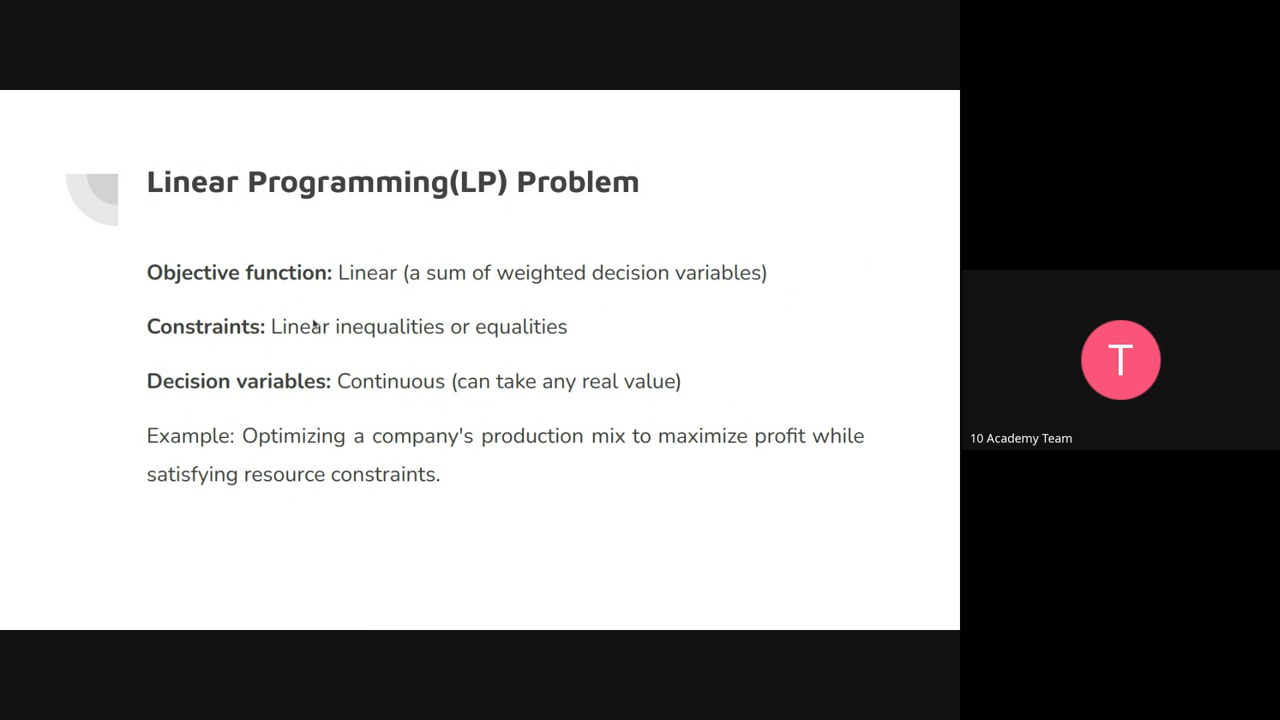 Linear Programming(LP) Problem
Objective function: Linear (a sum of weighted decision variables)
Constraints: Linear inequalities or equalities
Decision variables: Continuous (can take any real value)
Example: Optimizing a company's production mix to maximize profit while
satisfying resource constraints.
T
10 Academy Team